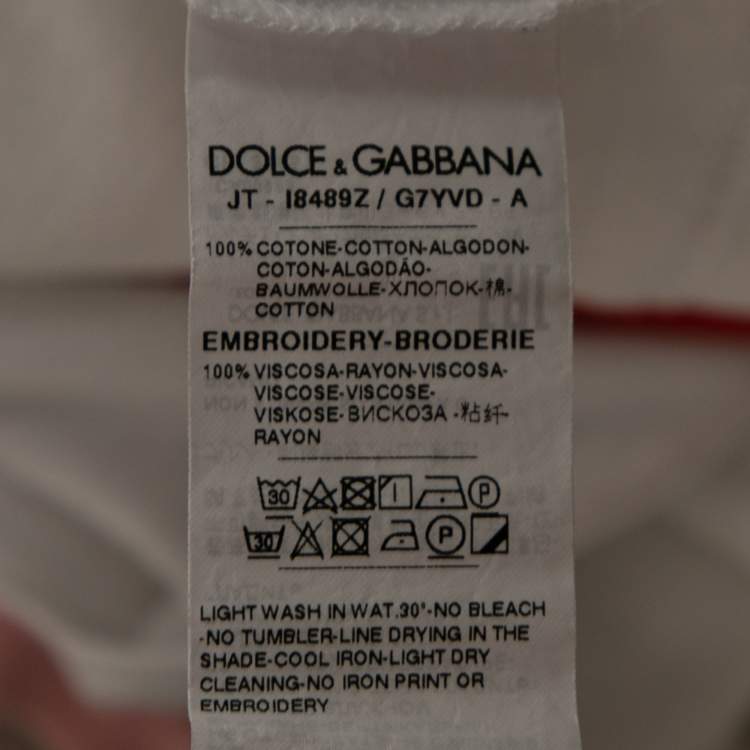 DOLCE & GABBANA
JT - I8489Z / G7YVD - A
100% COTONE-COTTON-ALGODON-
COTON-ALGODÃO-
BAUMWOLLE-ХЛОПОК-棉-
COTTON
EMBROIDERY-BRODERIE
100% VISCOSA-RAYON-VISCOSA-
VISCOSE-VISCOSE-
VISKOSE-ВИСКОЗА -粘纤-
RAYON
30 P
30 P
LIGHT WASH IN WAT.30°-NO BLEACH
-NO TUMBLER-LINE DRYING IN THE
SHADE-COOL IRON-LIGHT DRY
CLEANING-NO IRON PRINT OR
EMBROIDERY